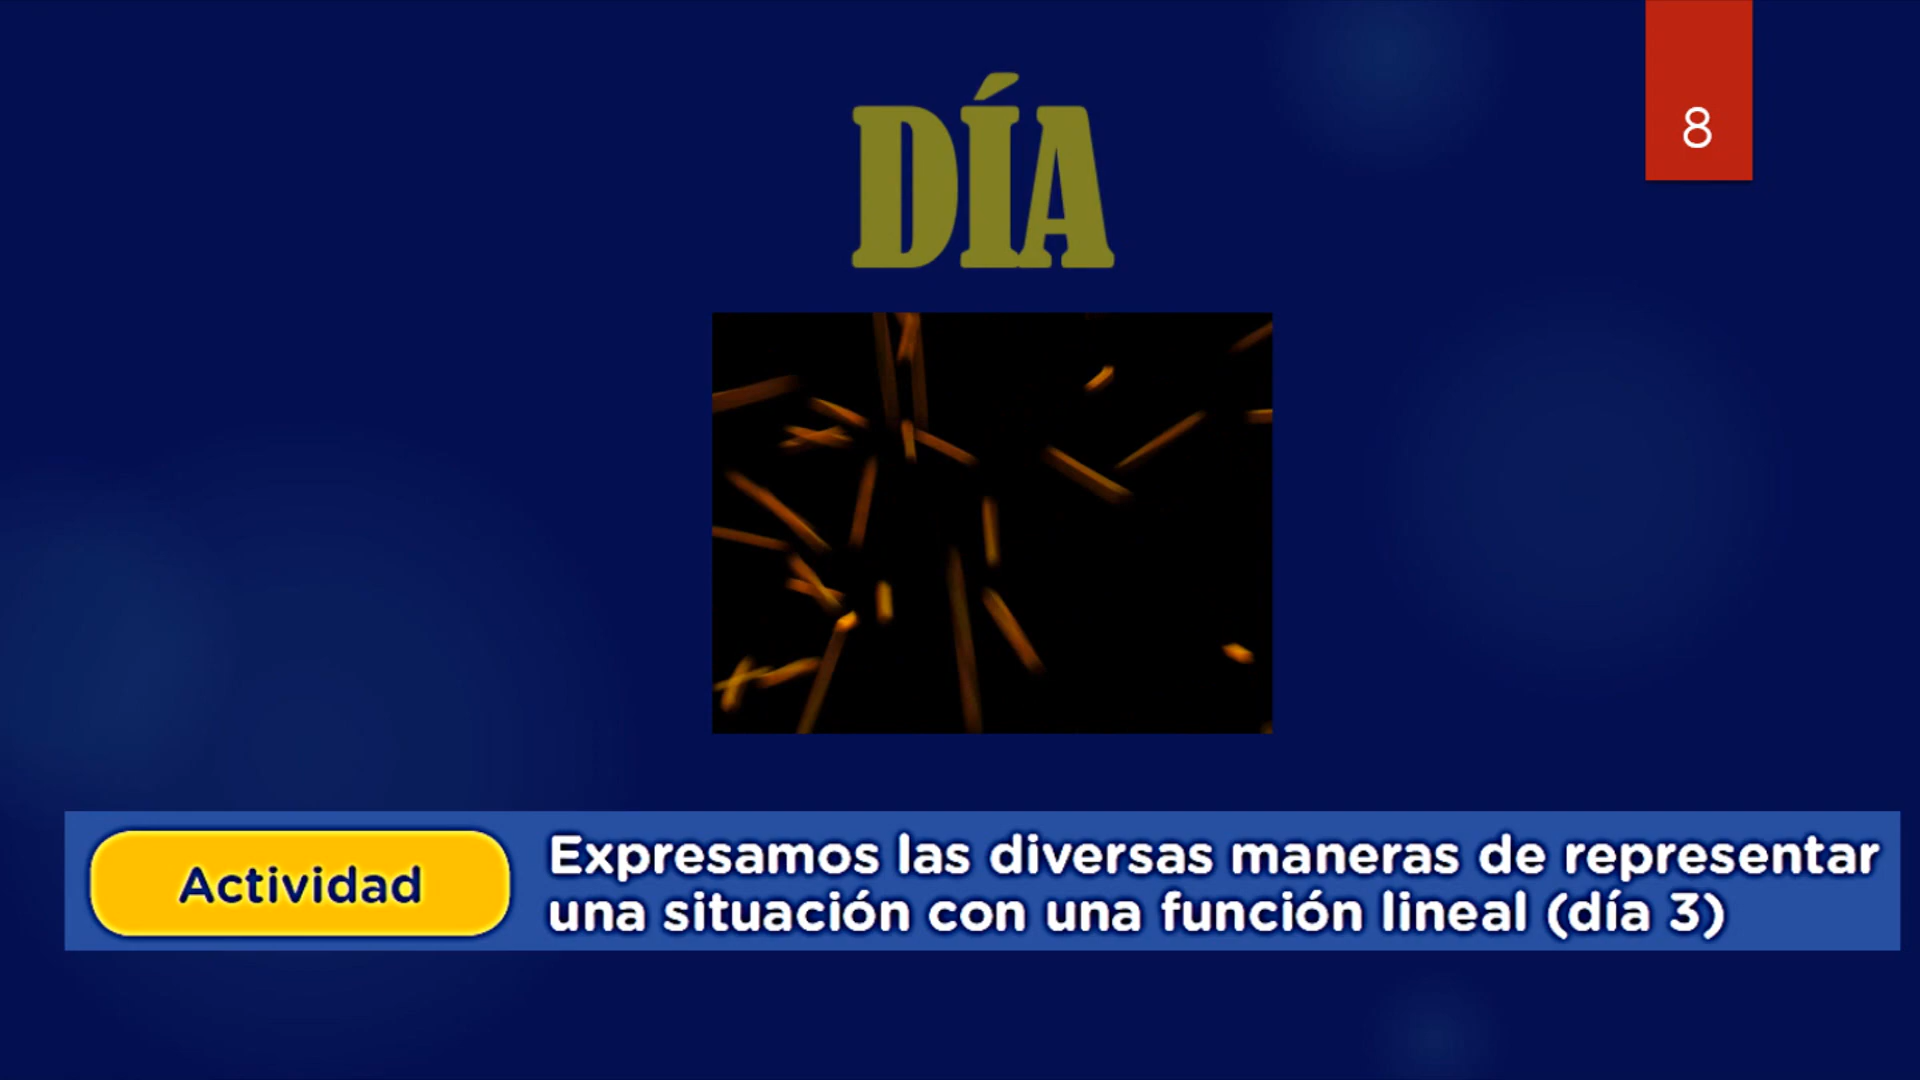 DÍA
8
Actividad
Expresamos las diversas maneras de representar
una situación con una función lineal (día 3)